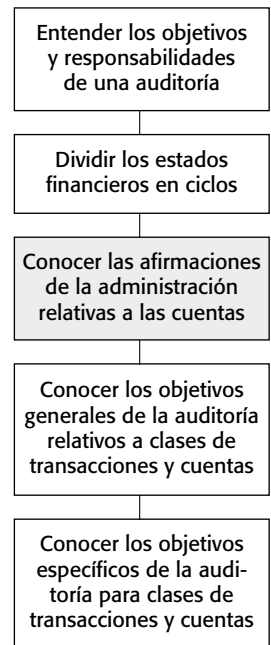 Entender los objetivos
y responsabilidades
de una auditoría
Dividir los estados
financieros en ciclos
Conocer las afirmaciones
de la administración
relativas a las cuentas
Conocer los objetivos
generales de la auditoría
relativos a clases de
transacciones y cuentas
Conocer los objetivos
específicos de la audi-
toría para clases de
transacciones y cuentas